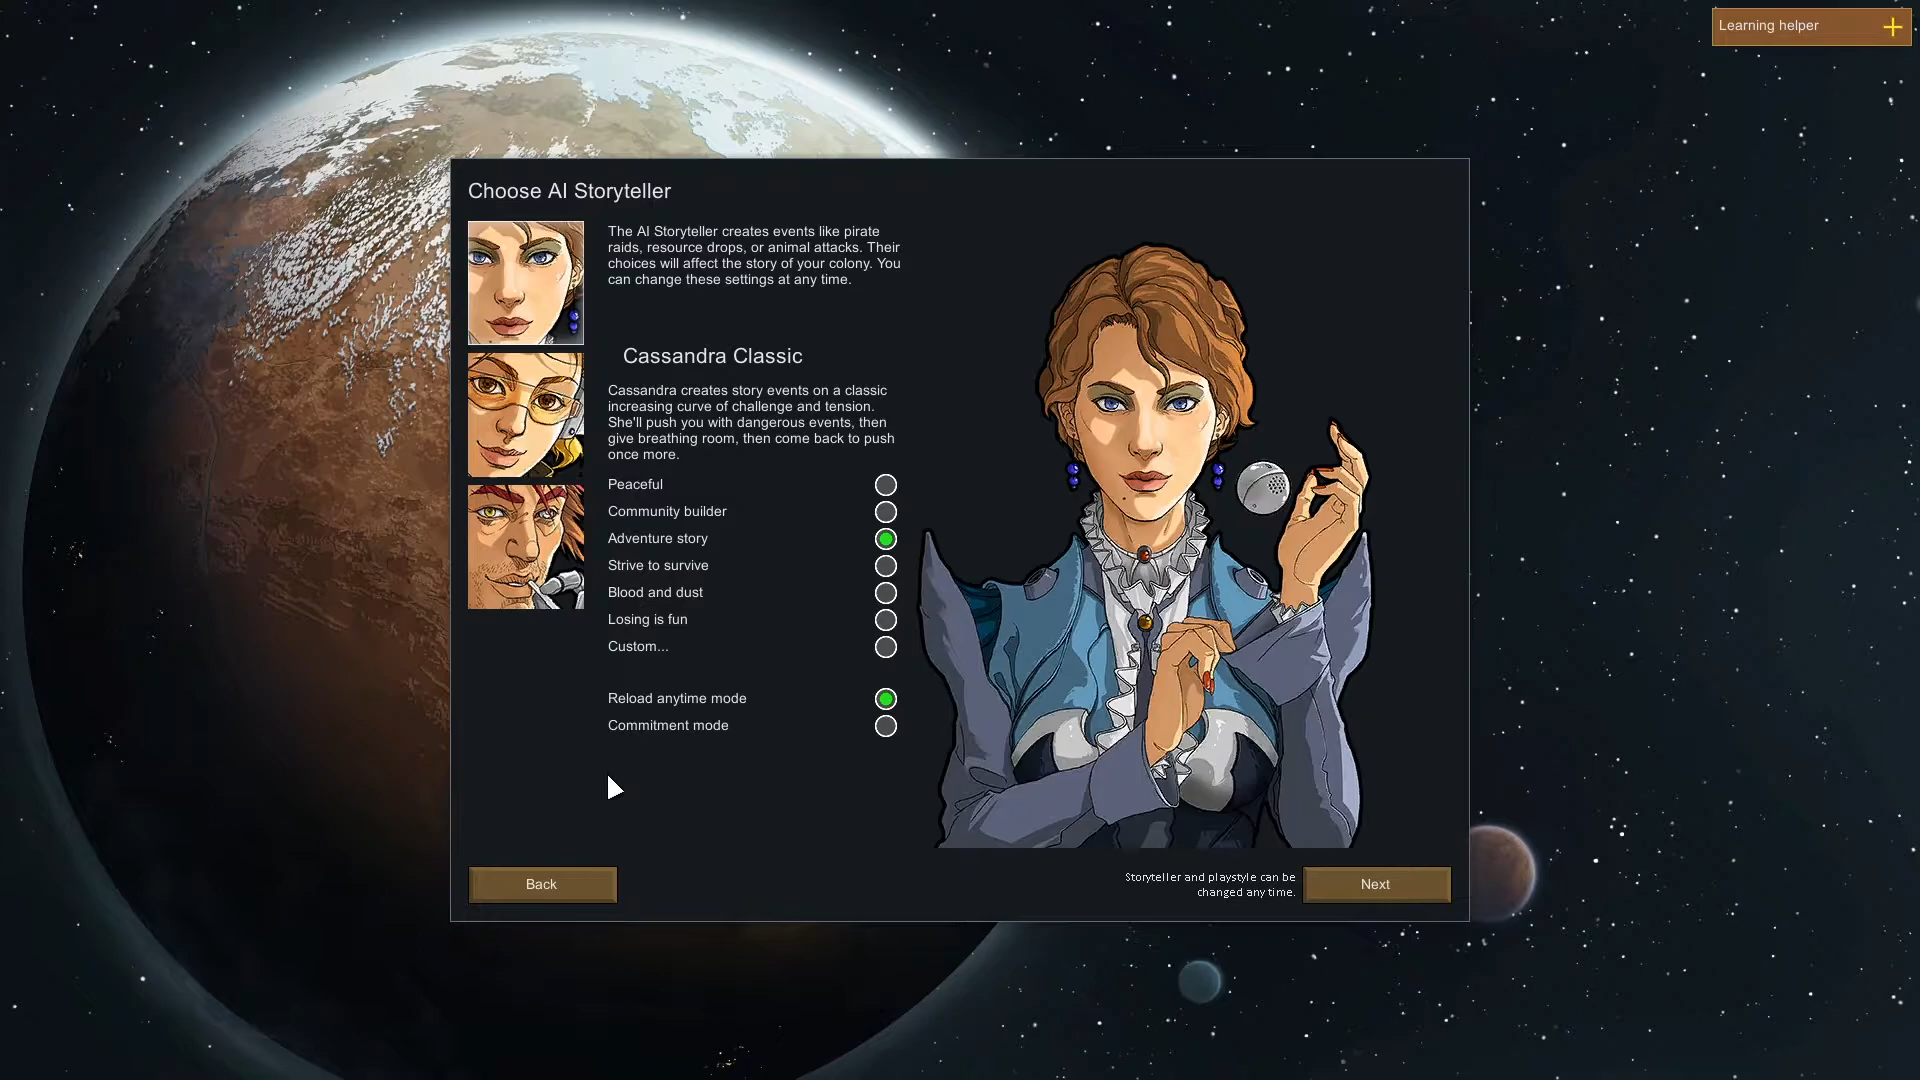 Learning helper
Choose AI Storyteller
The AI Storyteller creates events like pirate
raids, resource drops, or animal attacks. Their
choices will affect the story of your colony. You
can change these settings at any time.
Cassandra Classic
Cassandra creates story events on a classic
increasing curve of challenge and tension.
She'll push you with dangerous events, then
give breathing room, then come back to push
once more.
Peaceful
Community builder
Adventure story
Strive to survive
Blood and dust
Losing is fun
Custom...
Reload anytime mode
Commitment mode
Back
Storyteller and playstyle can be
changed any time.
Next